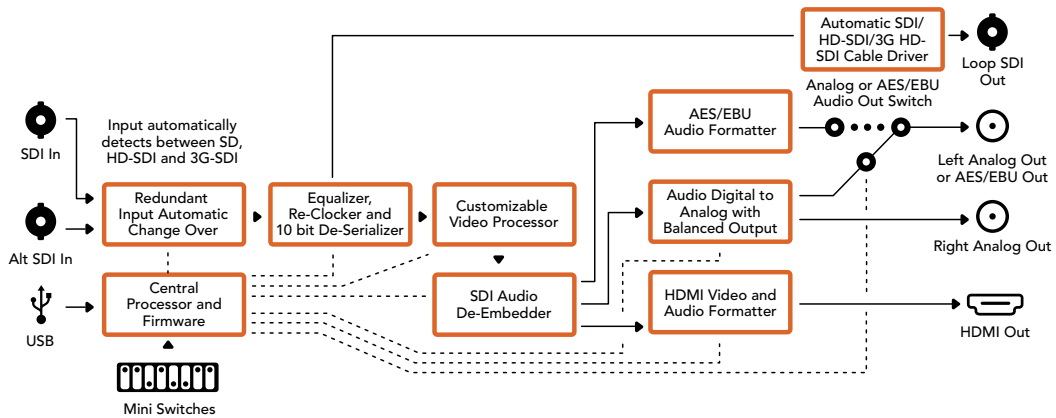 Automatic SDI/
HD-SDI/3G HD-
SDI Cable Driver
Loop SDI
Out
SDI In
Input automatically
detects between SD,
HD-SDI and 3G-SDI
AES/EBU
Audio Formatter
Analog or AES/EBU
Audio Out Switch
Left Analog Out
or AES/EBU Out
Alt SDI In
Redundant
Input Automatic
Change Over
Equalizer,
Re-Clocker and
10 bit De-Serializer
Customizable
Video Processor
Audio Digital to
Analog with
Balanced Output
Right Analog Out
USB
Central
Processor and
Firmware
SDI Audio
De-Embedder
HDMI Video and
Audio Formatter
HDMI Out
Mini Switches